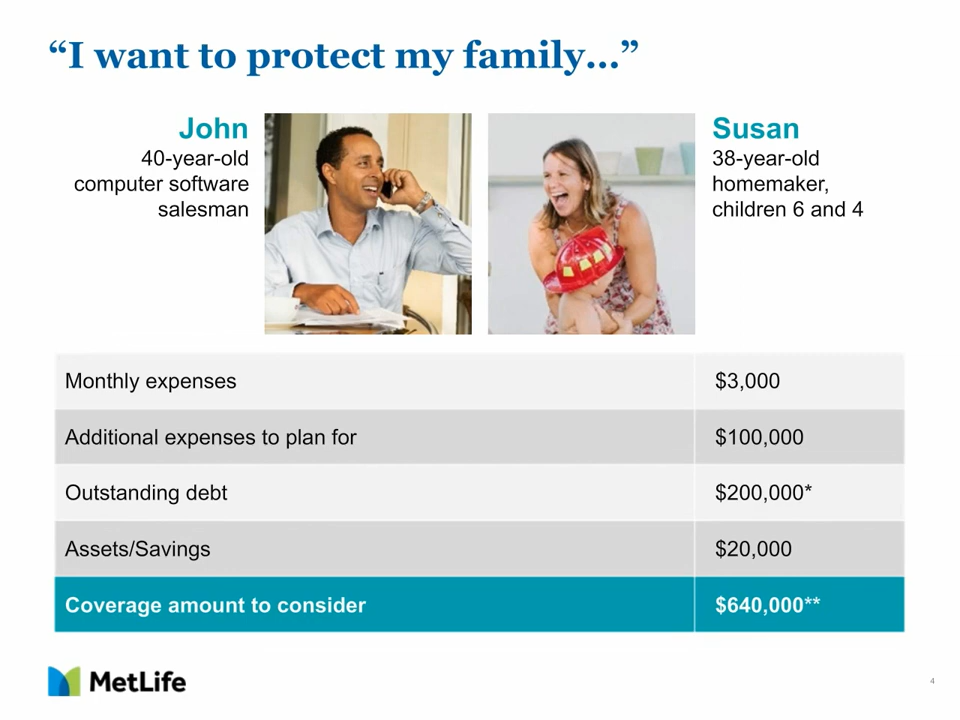 “I want to protect my family...”
John
40-year-old
computer software
salesman
Susan
38-year-old
homemaker,
children 6 and 4
Monthly expenses $3,000
Additional expenses to plan for $100,000
Outstanding debt $200,000*
Assets/Savings $20,000
Coverage amount to consider $640,000**
MetLife
4